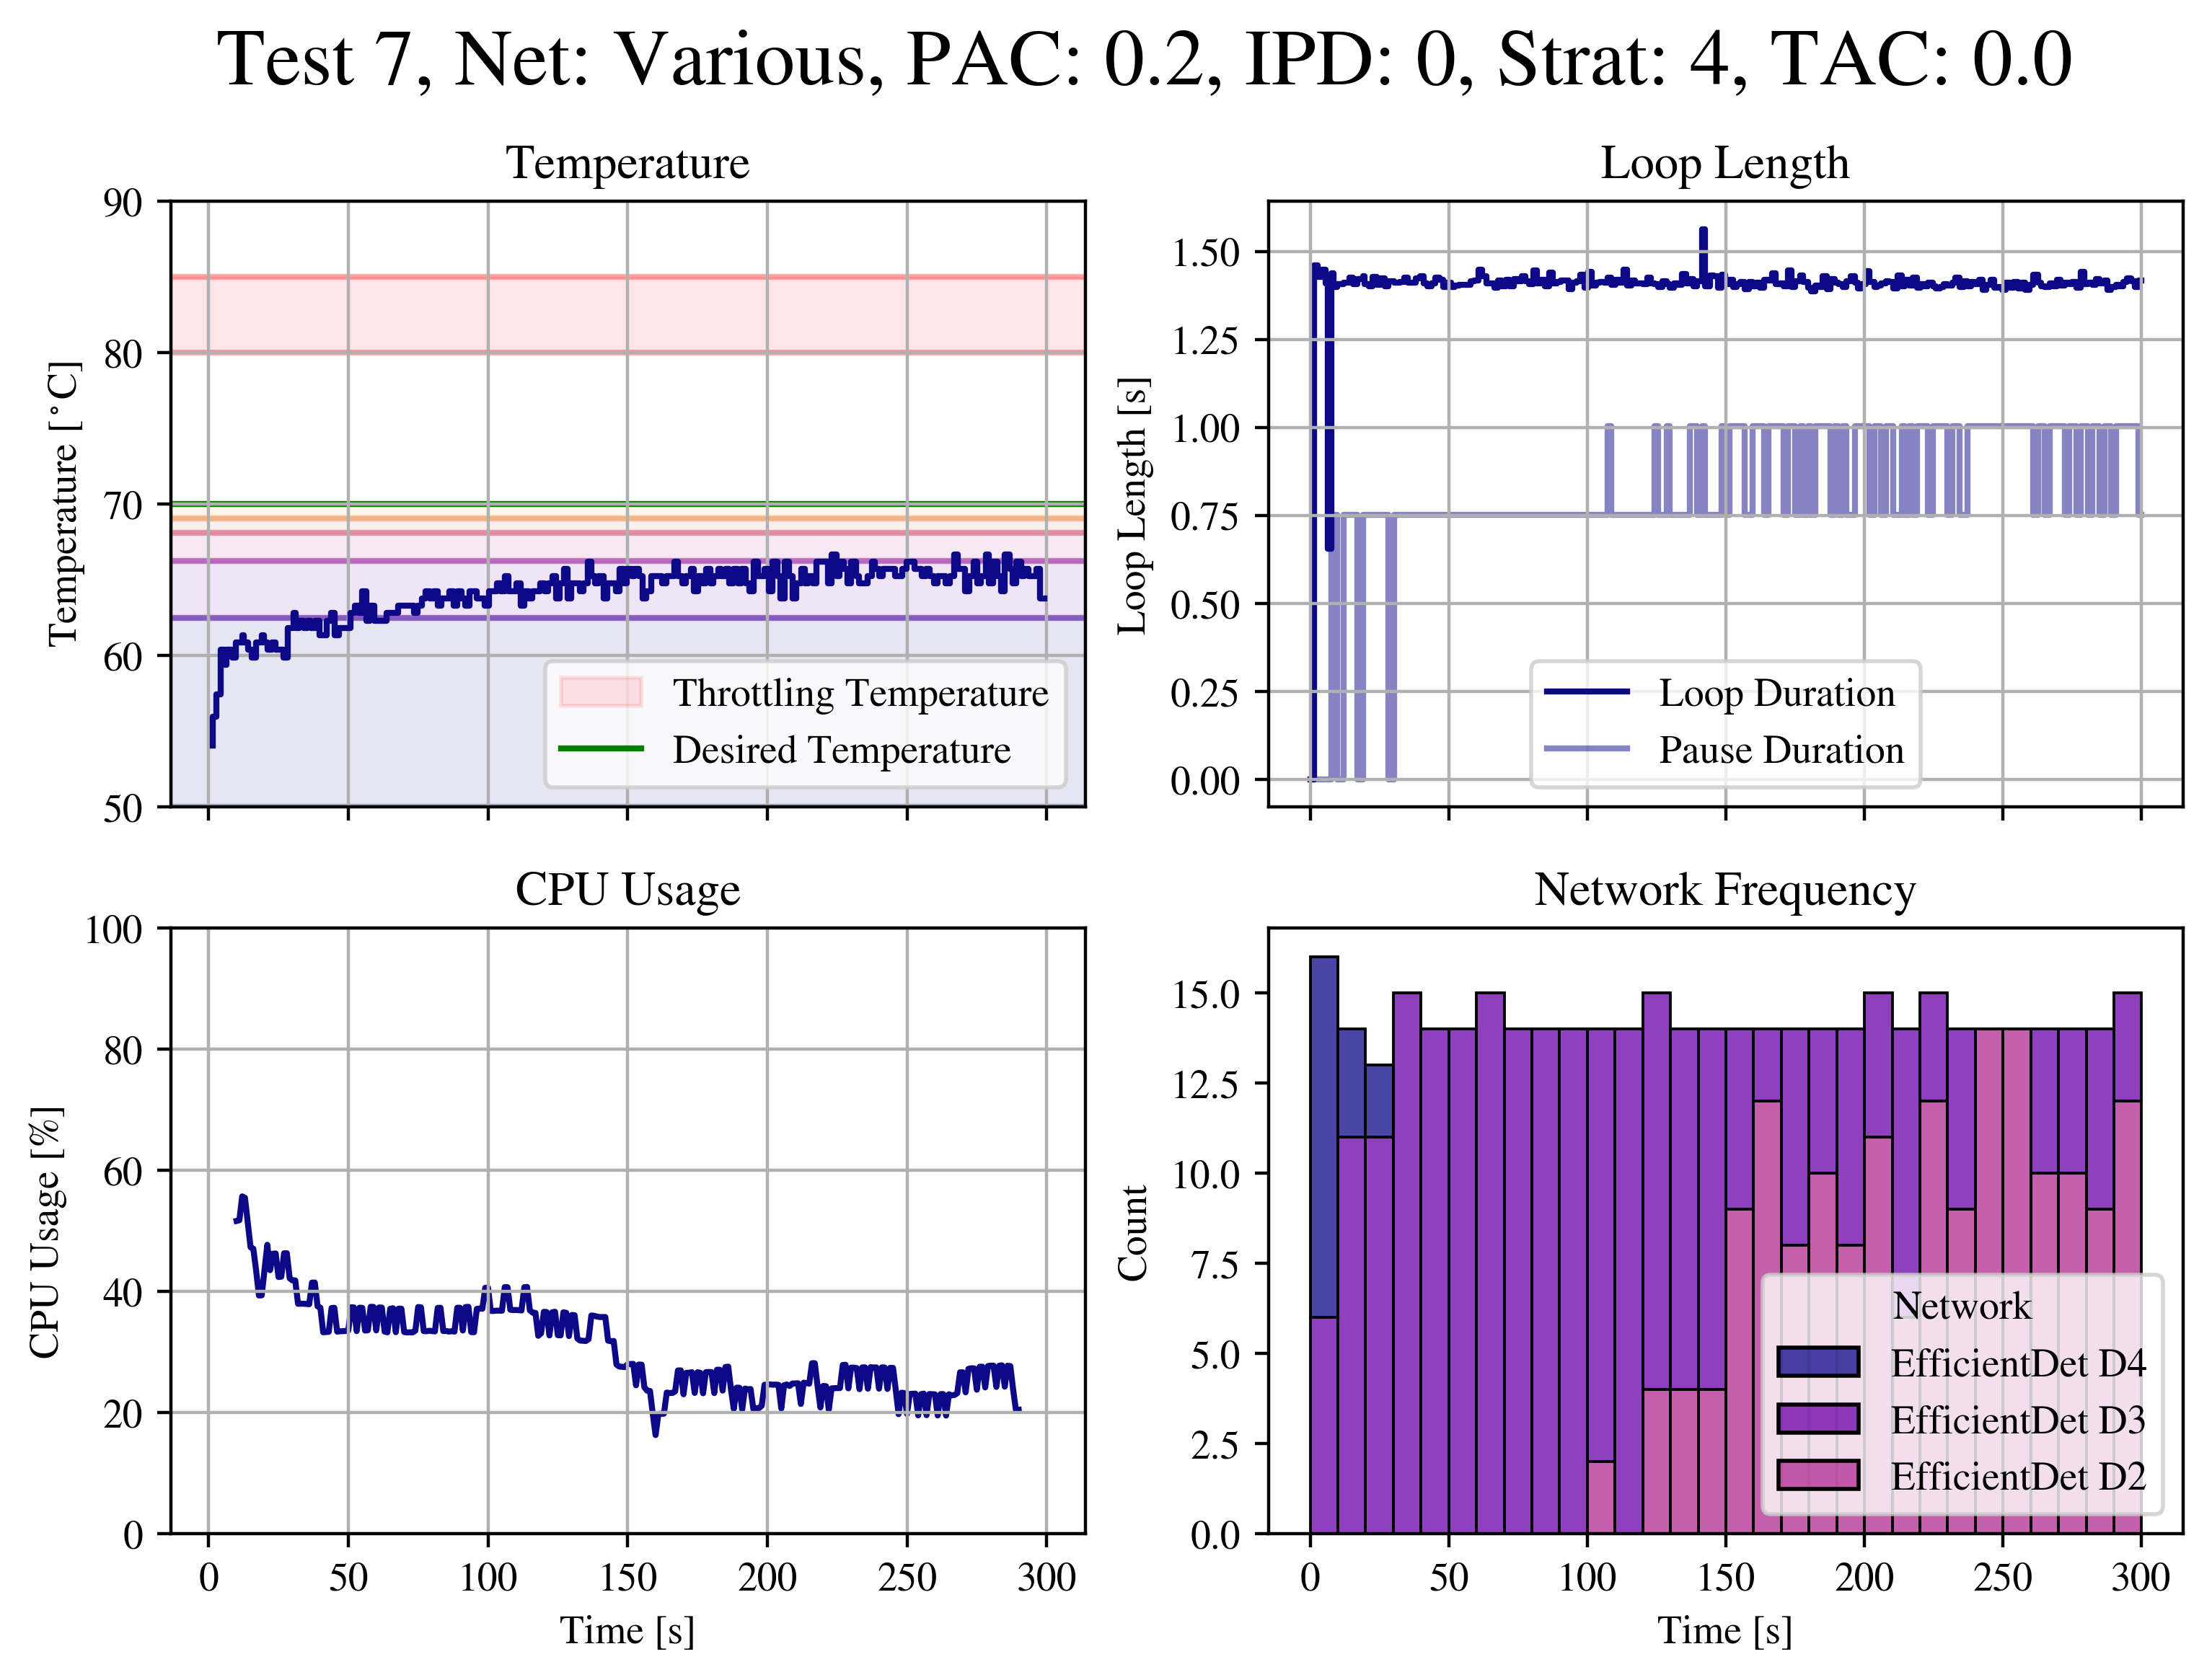 Test 7, Net: Various, PAC: 0.2, IPD: 0, Strat: 4, TAC: 0.0
Temperature
90
80
70
60
50
Temperature [°C]
Throttling Temperature
Desired Temperature
Loop Length
1.50
1.25
1.00
0.75
0.50
0.25
0.00
Loop Length [s]
Loop Duration
Pause Duration
CPU Usage
100
80
60
40
20
0
CPU Usage [%]
0 50 100 150 200 250 300
Time [s]
Network Frequency
15.0
12.5
10.0
7.5
5.0
2.5
0.0
Count
Network
EfficientDet D4
EfficientDet D3
EfficientDet D2
0 50 100 150 200 250 300
Time [s]